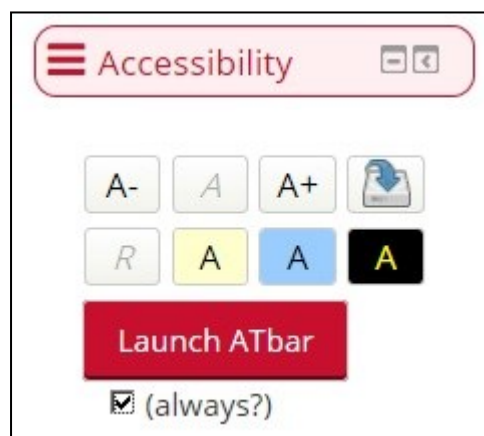 Accessibility
A- A A+
R A A A
Launch ATbar
(always?)